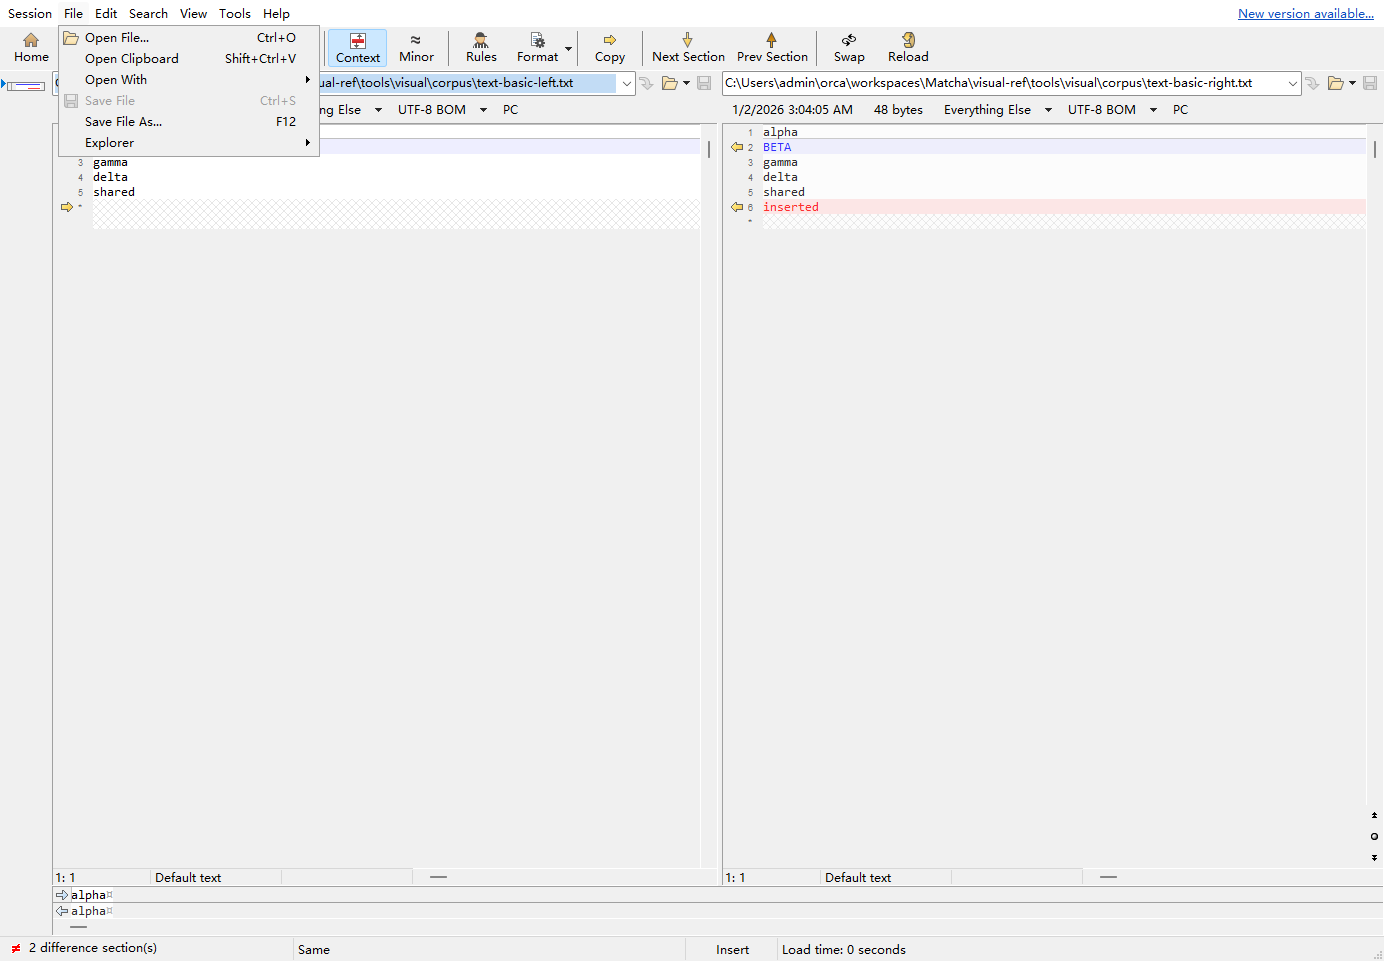 Session File Edit Search View Tools Help New version available...
Home Context Minor Rules Format Copy Next Section Prev Section Swap Reload
Open File... Ctrl+O
Open Clipboard Shift+Ctrl+V
Open With
Save File Ctrl+S
Save File As... F12
Explorer
ual-ref\tools\visual\corpus\text-basic-left.txt
ng Else UTF-8 BOM PC
3 gamma
4 delta
5 shared
C:\Users\admin\orca\workspaces\Matcha\visual-ref\tools\visual\corpus\text-basic-right.txt
1/2/2026 3:04:05 AM 48 bytes Everything Else UTF-8 BOM PC
1 alpha
2 BETA
3 gamma
4 delta
5 shared
6 inserted
1: 1 Default text
1: 1 Default text
alpha¤
alpha¤
≠ 2 difference section(s) Same Insert Load time: 0 seconds